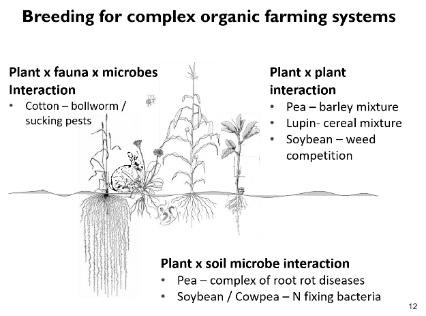 Breeding for complex organic farming systems
Plant x fauna x microbes
Interaction
• Cotton – bollworm /
sucking pests
Plant x plant
interaction
• Pea – barley mixture
• Lupin- cereal mixture
• Soybean – weed
competition
Plant x soil microbe interaction
• Pea – complex of root rot diseases
• Soybean / Cowpea – N fixing bacteria
12